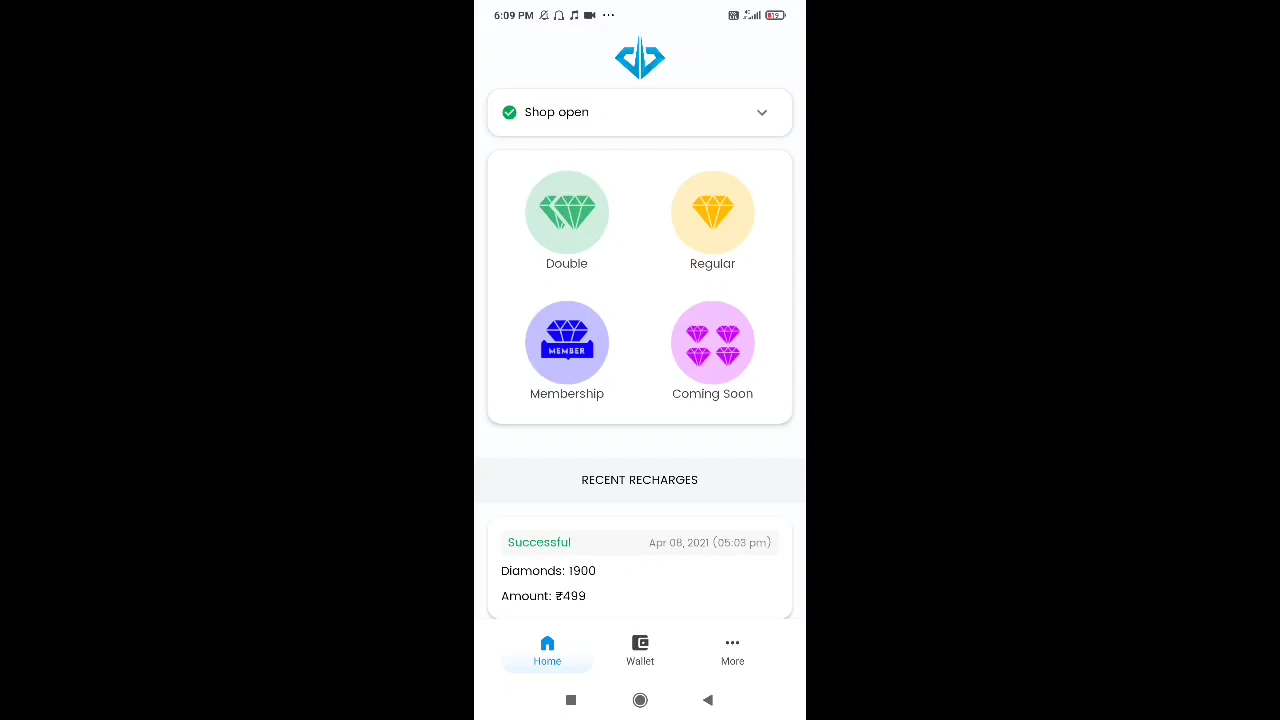 6:09 PM
19
Shop open
Double
Regular
MEMBER
Membership
Coming Soon
RECENT RECHARGES
Successful
Apr 08, 2021 (05:03 pm)
Diamonds: 1900
Amount: ₹499
Home
Wallet
More